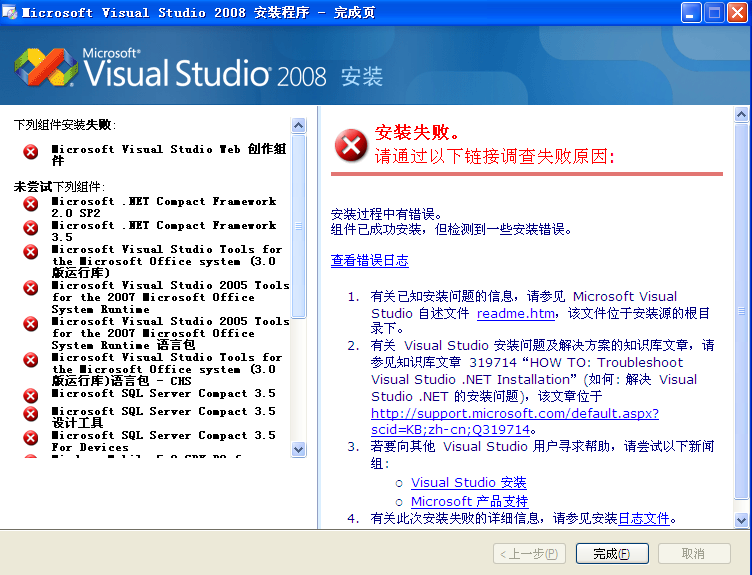 Microsoft Visual Studio 2008 安装程序 - 完成页
Microsoft®
Visual Studio® 2008 安装
下列组件安装失败:
Microsoft Visual Studio Web 创作组
件
未尝试下列组件:
Microsoft .NET Compact Framework
2.0 SP2
Microsoft .NET Compact Framework
3.5
Microsoft Visual Studio Tools for
the Microsoft Office system (3.0
版运行库)
Microsoft Visual Studio 2005 Tools
for the 2007 Microsoft Office
System Runtime
Microsoft Visual Studio 2005 Tools
for the 2007 Microsoft Office
System Runtime 语言包
Microsoft Visual Studio Tools for
the Microsoft Office system (3.0
版运行库)语言包 - CHS
Microsoft SQL Server Compact 3.5
Microsoft SQL Server Compact 3.5
设计工具
Microsoft SQL Server Compact 3.5
For Devices
安装失败。
请通过以下链接调查失败原因:
安装过程中有错误。
组件已成功安装，但检测到一些安装错误。
查看错误日志
1. 有关已知安装问题的信息，请参见 Microsoft Visual
Studio 自述文件 readme.htm，该文件位于安装源的根目
录下。
2. 有关 Visual Studio 安装问题及解决方案的知识库文章，请
参见知识库文章 319714“HOW TO: Troubleshoot
Visual Studio .NET Installation”(如何: 解决 Visual
Studio .NET 的安装问题)，该文章位于
http://support.microsoft.com/default.aspx?
scid=KB;zh-cn;Q319714。
3. 若要向其他 Visual Studio 用户寻求帮助，请尝试以下新闻
组：
Visual Studio 安装
Microsoft 产品支持
4. 有关此次安装失败的详细信息，请参见安装日志文件。
< 上一步(P)
完成(F)
取消